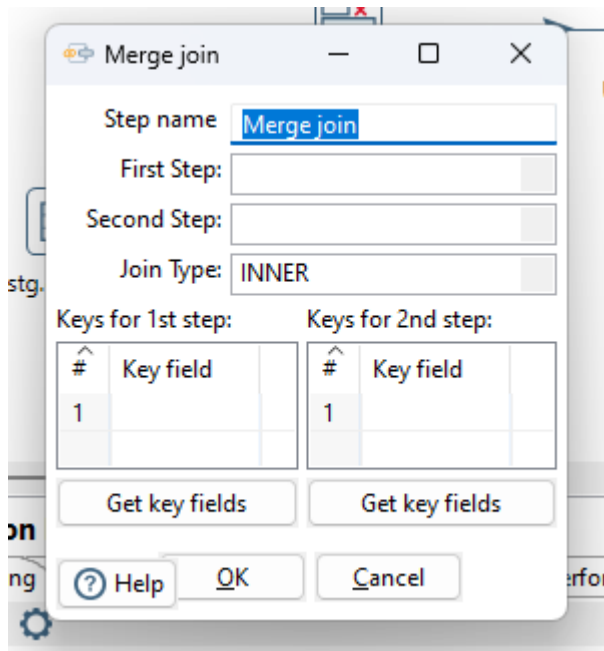 Merge join
Step name Merge join
First Step:
Second Step:
Join Type: INNER
stg.
Keys for 1st step: Keys for 2nd step:
# Key field # Key field
1 1
Get key fields Get key fields
on
ng Help OK Cancel erfor